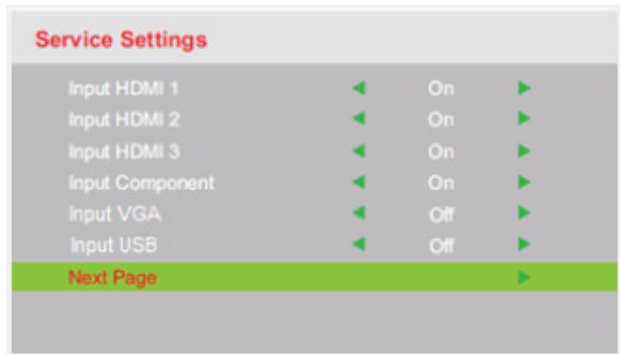 Service Settings
Input HDMI 1 On
Input HDMI 2 On
Input HDMI 3 On
Input Component On
Input VGA Off
Input USB Off
Next Page